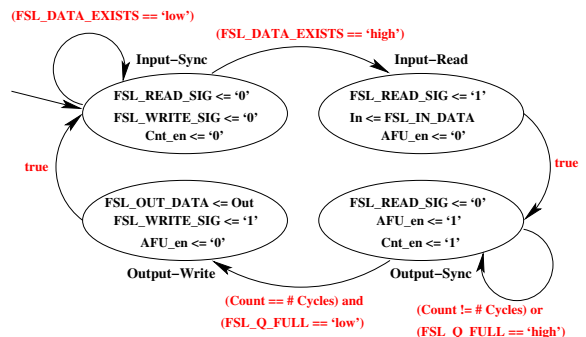 (FSL_DATA_EXISTS == ‘low’)
(FSL_DATA_EXISTS == ‘high’)
Input−Sync
Input−Read
FSL_READ_SIG <= ‘0’
FSL_WRITE_SIG <= ‘0’
Cnt_en <= ‘0’
FSL_READ_SIG <= ‘1’
In <= FSL_IN_DATA
AFU_en <= ‘0’
true
true
FSL_OUT_DATA <= Out
FSL_WRITE_SIG <= ‘1’
AFU_en <= ‘0’
FSL_READ_SIG <= ‘0’
AFU_en <= ‘1’
Cnt_en <= ‘1’
Output−Write
Output−Sync
(Count == # Cycles) and
(FSL_Q_FULL == ‘low’)
(Count != # Cycles) or
(FSL_Q_FULL == ‘high’)